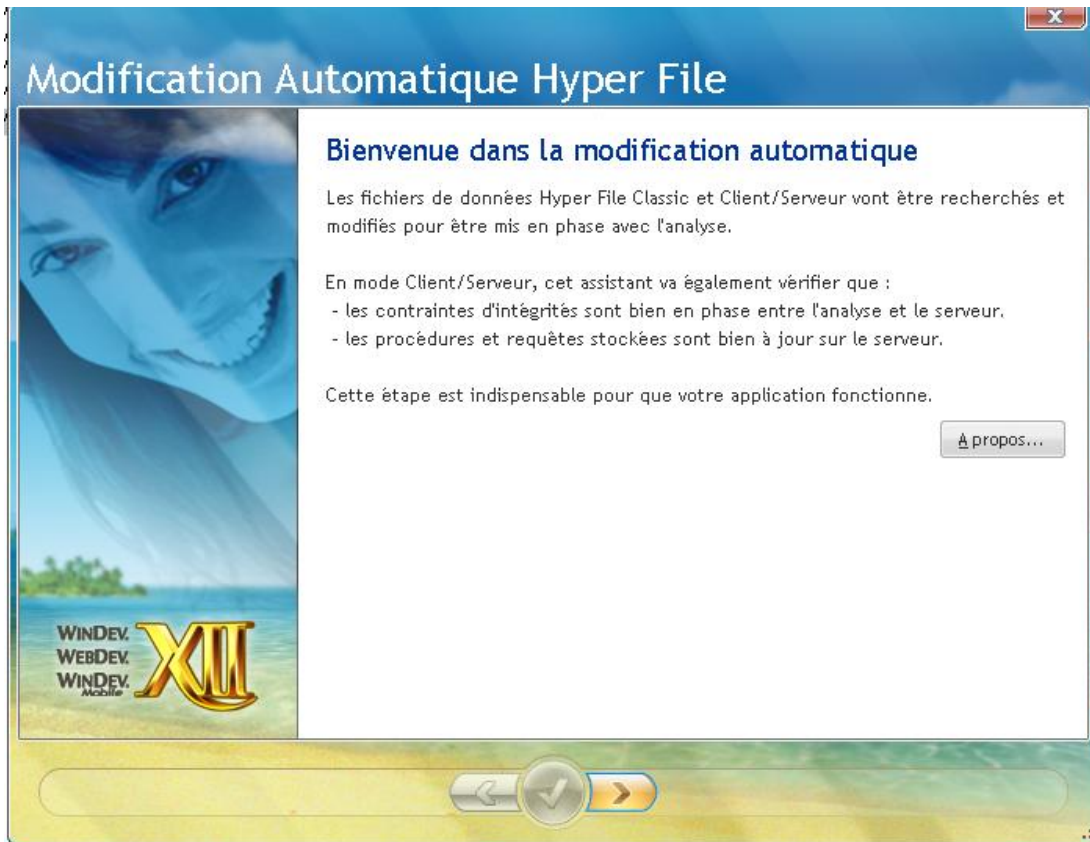 Modification Automatique Hyper File
Bienvenue dans la modification automatique
Les fichiers de données Hyper File Classic et Client/Serveur vont être recherchés et
modifiés pour être mis en phase avec l'analyse.
En mode Client/Serveur, cet assistant va également vérifier que :
- les contraintes d'intégrités sont bien en phase entre l'analyse et le serveur.
- les procédures et requêtes stockées sont bien à jour sur le serveur.
Cette étape est indispensable pour que votre application fonctionne.
A propos...
WINDEV.
WEBDEV.
WINDEV.
Mobile
XII